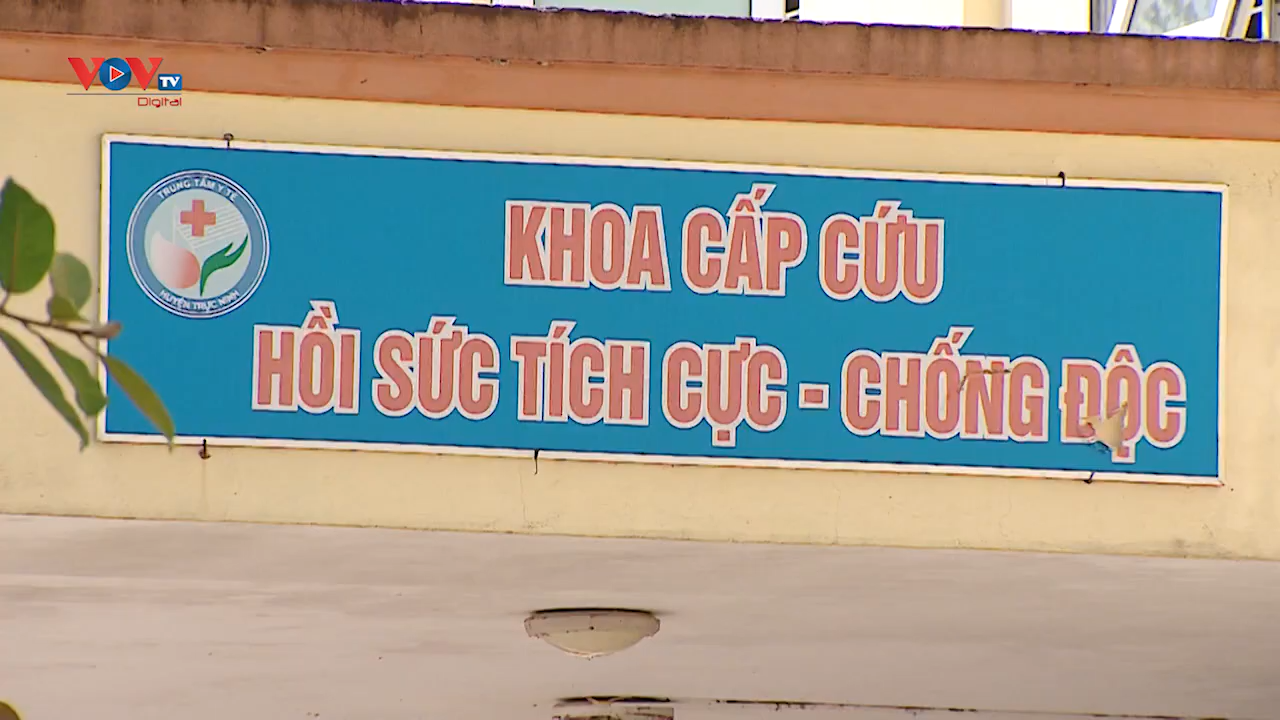 VOV TV
Digital
TRUNG TÂM Y TẾ
HUYỆN TRỰC NINH
KHOA CẤP CỨU
HỒI SỨC TÍCH CỰC - CHỐNG ĐỘC